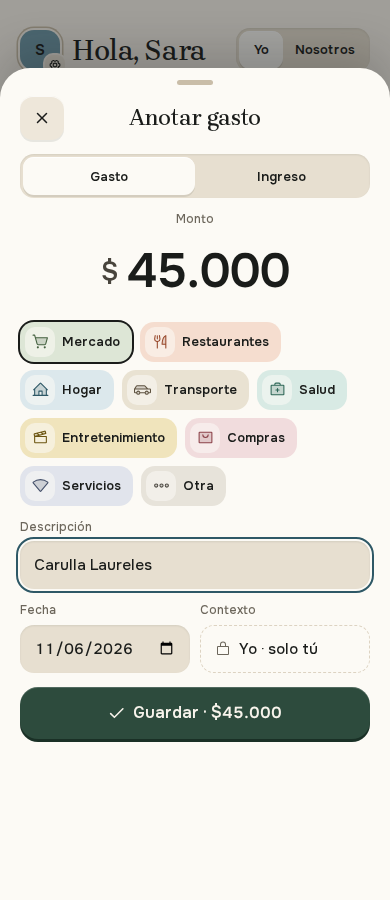 S Hola, Sara Yo Nosotros
Anotar gasto
Gasto Ingreso
Monto
$ 45.000
Mercado Restaurantes
Hogar Transporte Salud
Entretenimiento Compras
Servicios Otra
Descripción
Carulla Laureles
Fecha Contexto
11/06/2026 Yo · solo tú
Guardar · $45.000